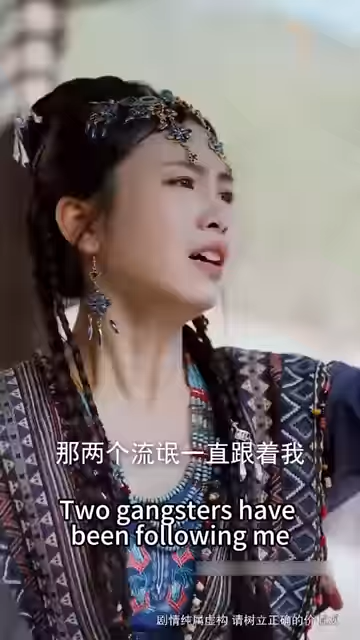 那两个流氓一直跟着我
Two gangsters have
been following me
剧情纯属虚构 请树立正确的价值观